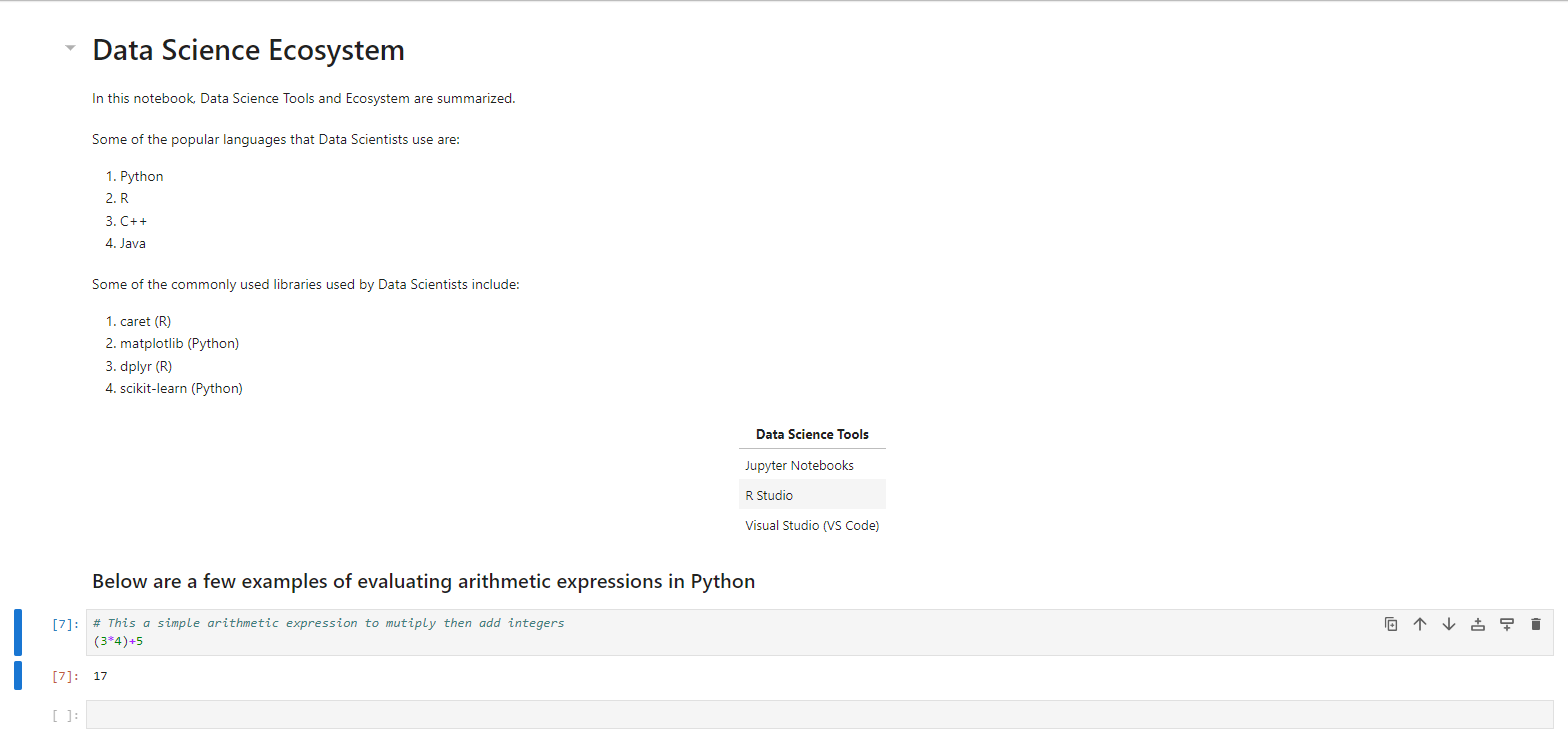 Data Science Ecosystem
In this notebook, Data Science Tools and Ecosystem are summarized.
Some of the popular languages that Data Scientists use are:
1. Python
2. R
3. C++
4. Java
Some of the commonly used libraries used by Data Scientists include:
1. caret (R)
2. matplotlib (Python)
3. dplyr (R)
4. scikit-learn (Python)
Data Science Tools
Jupyter Notebooks
R Studio
Visual Studio (VS Code)
Below are a few examples of evaluating arithmetic expressions in Python
[7]: # This a simple arithmetic expression to mutiply then add integers
(3*4)+5
[7]: 17
[ ]: